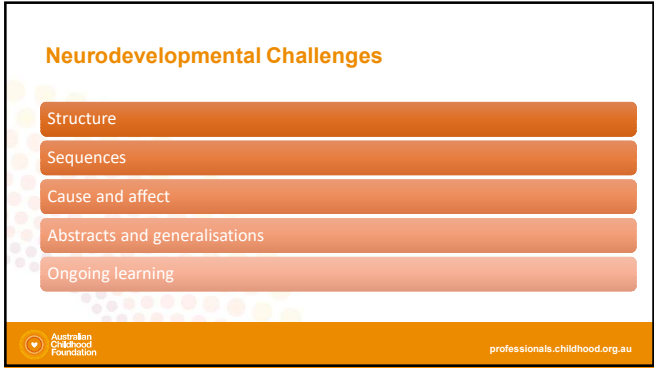 Neurodevelopmental Challenges
Structure
Sequences
Cause and affect
Abstracts and generalisations
Ongoing learning
Australian
Childhood
Foundation
professionals.childhood.org.au